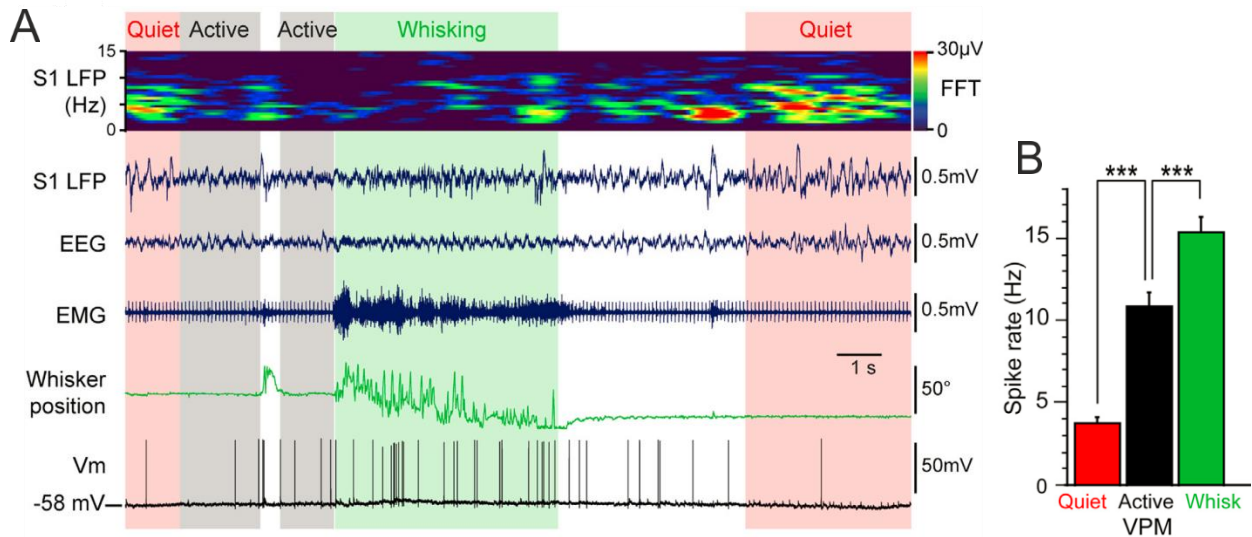 A
Quiet Active Active Whisking Quiet
15
S1 LFP
(Hz)
0
30µV
FFT
0
S1 LFP
0.5mV
EEG
0.5mV
EMG
0.5mV
1 s
Whisker
position
50°
Vm
50mV
-58 mV
B
*** ***
Spike rate (Hz)
15
10
5
0
Quiet Active Whisk
VPM